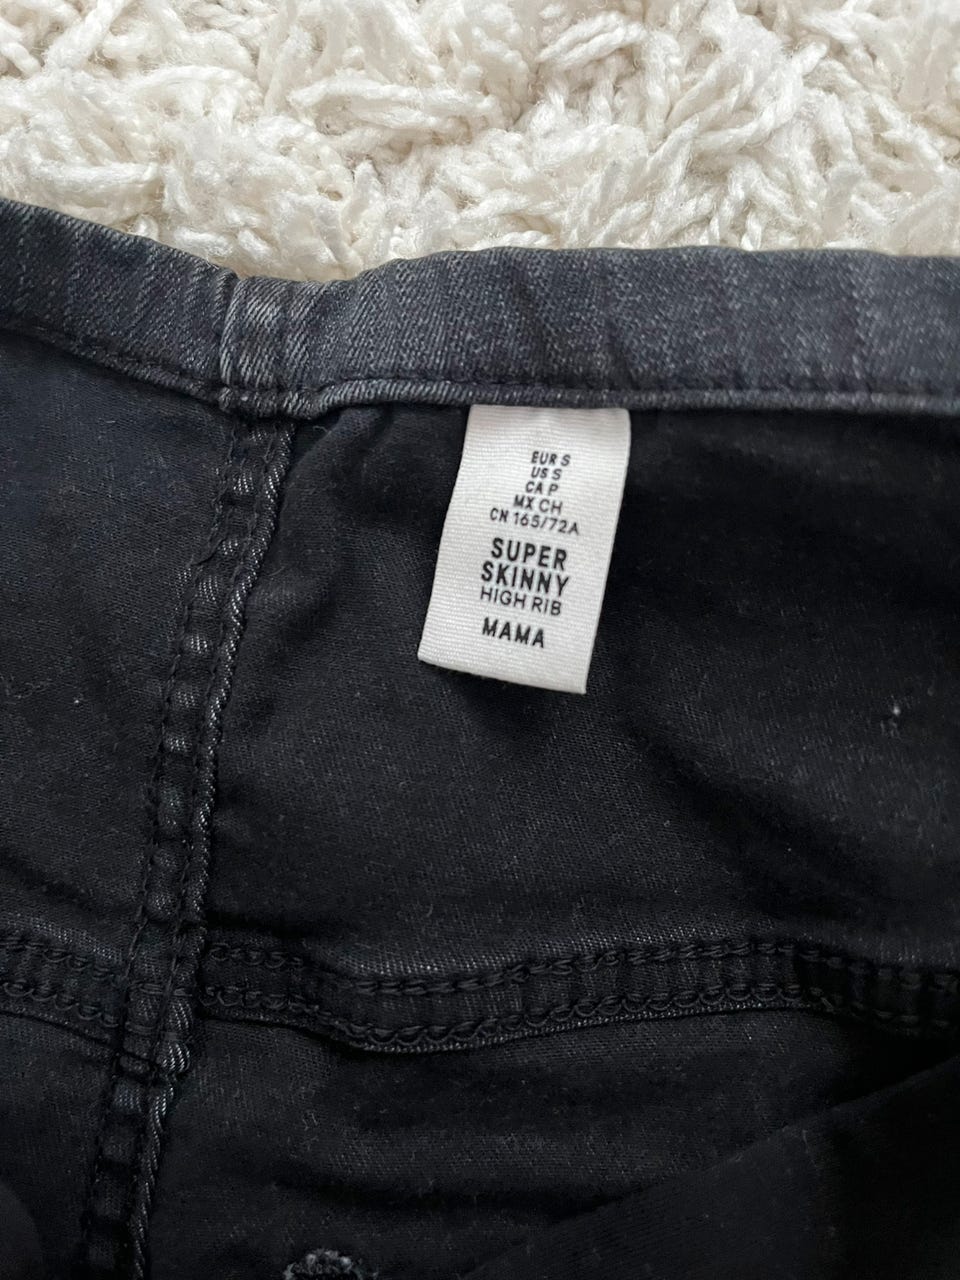 EUR S
US S
CA P
MX CH
CN 165/72A
SUPER
SKINNY
HIGH RIB
MAMA